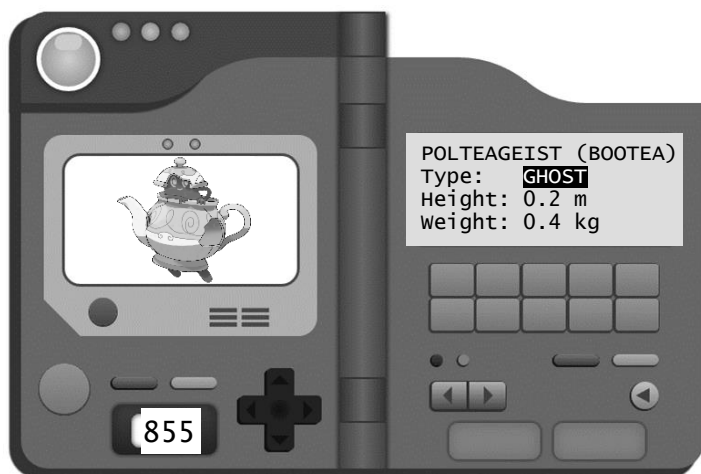 POLTEAGEIST (BOOTEA)
Type: GHOST
Height: 0.2 m
Weight: 0.4 kg
855